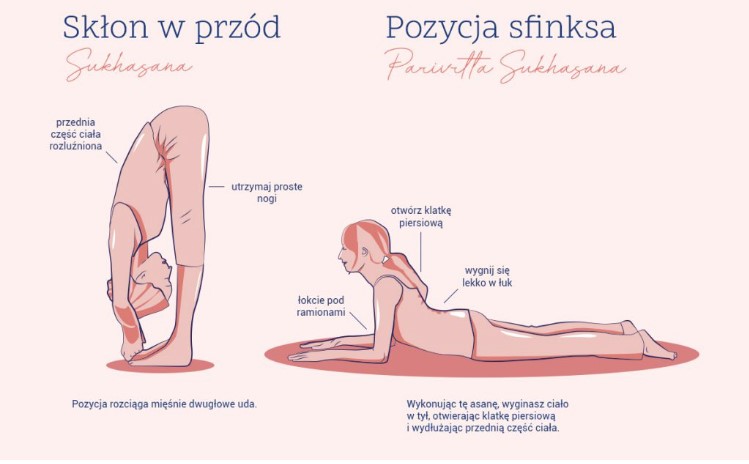 Skłon w przód
Sukhasana
przednia
część ciała
rozluźniona
utrzymaj proste
nogi
Pozycja rozciąga mięśnie dwugłowe uda.
Pozycja sfinksa
Parivrtta Sukhasana
otwórz klatkę
piersiową
wygnij się
lekko w łuk
łokcie pod
ramionami
Wykonując tę asanę, wyginasz ciało
w tył, otwierając klatkę piersiową
i wydłużając przednią część ciała.